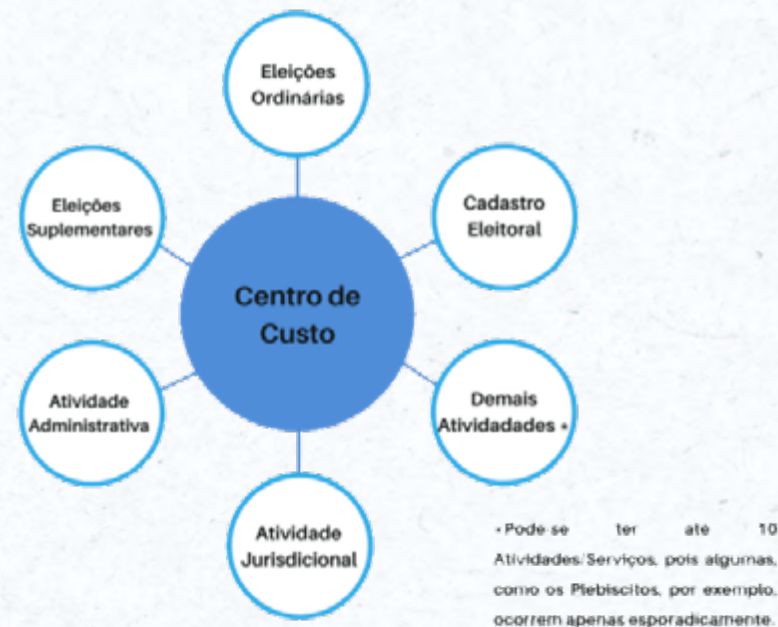 Eleições
Ordinárias
Eleições
Suplementares
Cadastro
Eleitoral
Centro de
Custo
Atividade
Administrativa
Demais
Atividadades *
Atividade
Jurisdicional
*Pode-se ter até 10
Atividades/Serviços, pois algumas,
como os Plebiscitos, por exemplo,
ocorrem apenas esporadicamente.